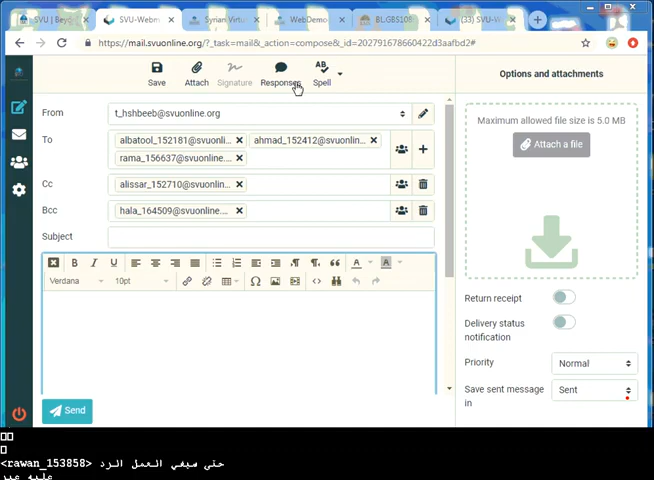 SVU | Bey
SVU-Webm
Syrian Virtu
WebDemo
BL.GBS108-
(33) SVU-W
https://mail.svuonline.org/?_task=mail&_action=compose&_id=202791678660422d3aafbd2#
Save
Attach
Signature
Responses
Spell
Options and attachments
From
t_hshbeeb@svuonline.org
To
albatool_152181@svuonli...
ahmad_152412@svuonlin...
rama_156637@svuonline....
Cc
alissar_152710@svuonlin...
Bcc
hala_164509@svuonline....
Subject
Verdana
10pt
Send
Maximum allowed file size is 5.0 MB
Attach a file
Return receipt
Delivery status
notification
Priority
Normal
Save sent message
in
Sent
<rawan_153858> حتى سيفي العمل الرد